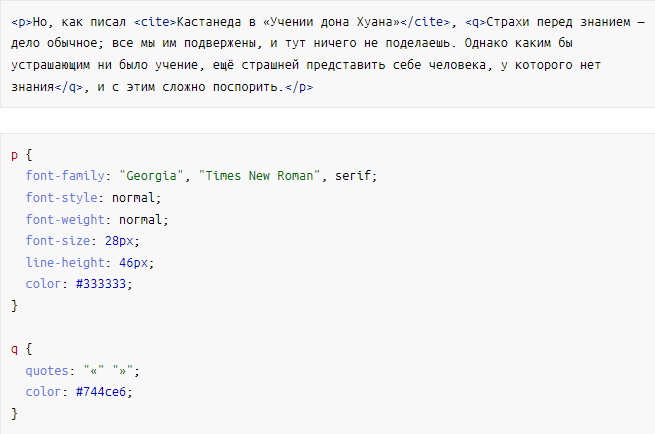 <p>Но, как писал <cite>Кастанеда в «Учении дона Хуана»</cite>, <q>Страхи перед знанием —
дело обычное; все мы им подвержены, и тут ничего не поделаешь. Однако каким бы
устрашающим ни было учение, ещё страшней представить себе человека, у которого нет
знания</q>, и с этим сложно поспорить.</p>
p {
  font-family: "Georgia", "Times New Roman", serif;
  font-style: normal;
  font-weight: normal;
  font-size: 28px;
  line-height: 46px;
  color: #333333;
}
q {
  quotes: "«" "»";
  color: #744ce6;
}